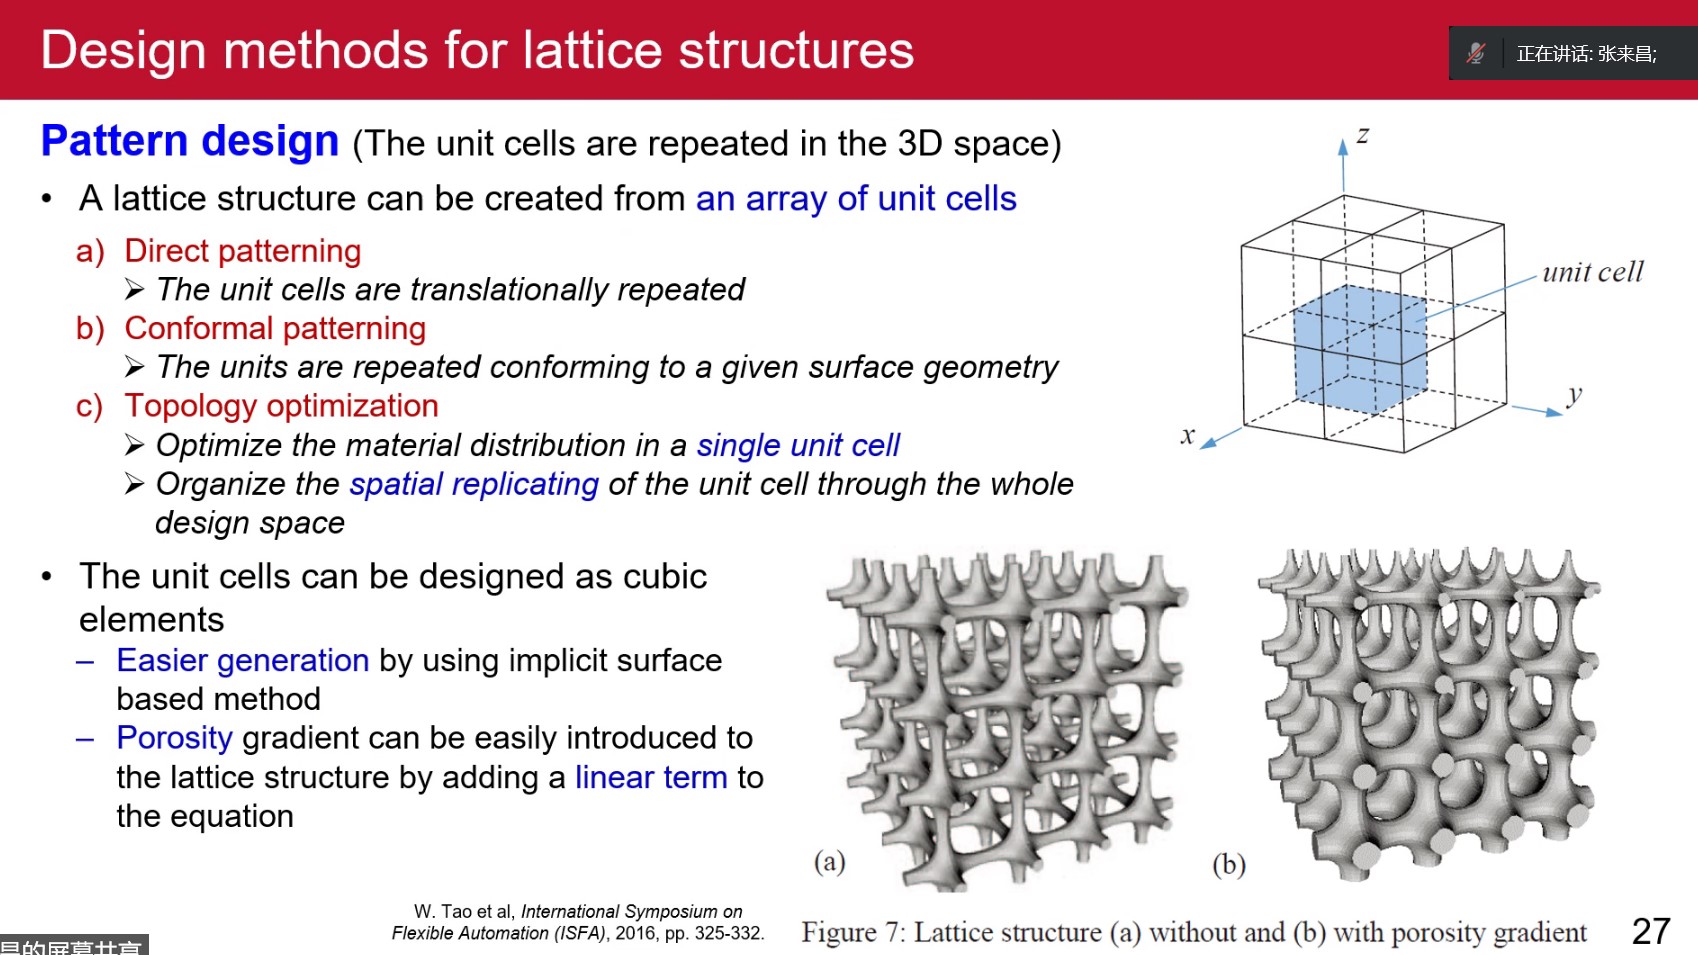 Design methods for lattice structures
正在讲话: 张来昌;
Pattern design (The unit cells are repeated in the 3D space)
• A lattice structure can be created from an array of unit cells
a) Direct patterning
➢ The unit cells are translationally repeated
b) Conformal patterning
➢ The units are repeated conforming to a given surface geometry
c) Topology optimization
➢ Optimize the material distribution in a single unit cell
➢ Organize the spatial replicating of the unit cell through the whole
design space
• The unit cells can be designed as cubic
elements
– Easier generation by using implicit surface
based method
– Porosity gradient can be easily introduced to
the lattice structure by adding a linear term to
the equation
z
unit cell
y
x
(a)
(b)
W. Tao et al, International Symposium on
Flexible Automation (ISFA), 2016, pp. 325-332.
Figure 7: Lattice structure (a) without and (b) with porosity gradient
27
的屏幕共享